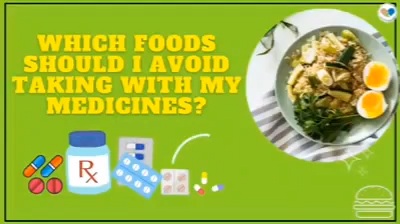 WHICH FOODS
SHOULD I AVOID
TAKING WITH MY
MEDICINES?
Rx